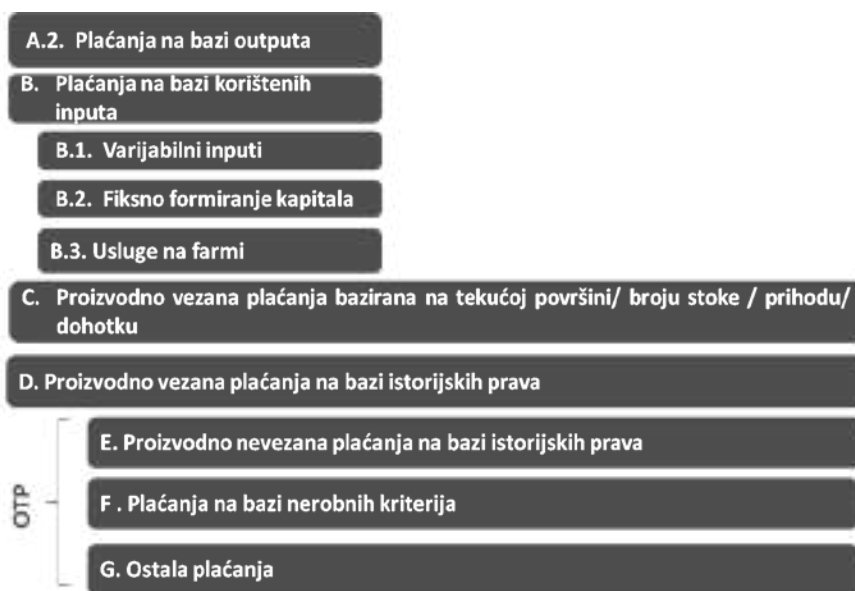 A.2. Plaćanja na bazi outputa
B. Plaćanja na bazi korištenih
inputa
B.1. Varijabilni inputi
B.2. Fiksno formiranje kapitala
B.3. Usluge na farmi
C. Proizvodno vezana plaćanja bazirana na tekućoj površini/ broju stoke / prihodu/
dohotku
D. Proizvodno vezana plaćanja na bazi istorijskih prava
OTP
E. Proizvodno nevezana plaćanja na bazi istorijskih prava
F . Plaćanja na bazi nerobnih kriterija
G. Ostala plaćanja